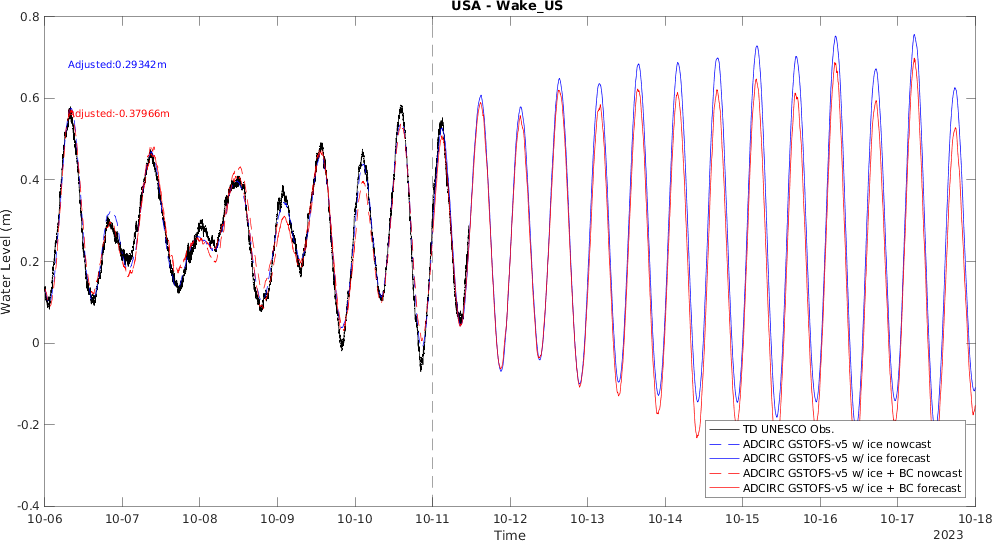 USA - Wake_US
0.8
Adjusted:0.29342m
0.6
Adjusted:-0.37966m
0.4
Water Level (m)
0.2
0
-0.2
TD UNESCO Obs.
ADCIRC GSTOFS-v5 w/ ice nowcast
ADCIRC GSTOFS-v5 w/ ice forecast
ADCIRC GSTOFS-v5 w/ ice + BC nowcast
ADCIRC GSTOFS-v5 w/ ice + BC forecast
-0.4
10-06 10-07 10-08 10-09 10-10 10-11 10-12 10-13 10-14 10-15 10-16 10-17 10-18
Time
2023